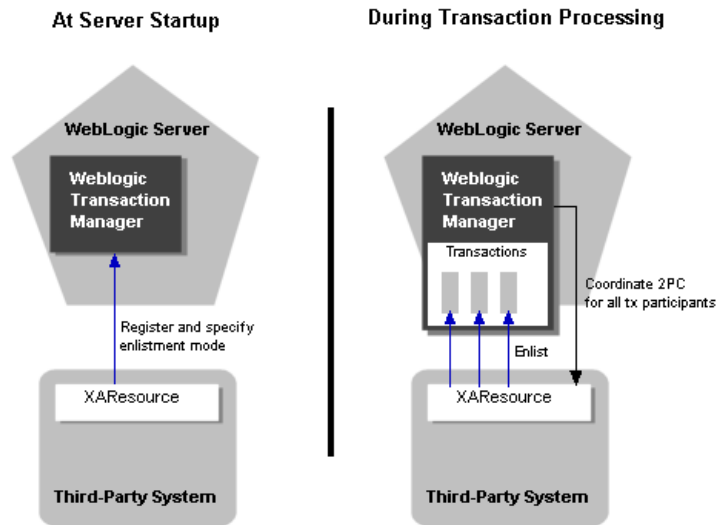 At Server Startup
During Transaction Processing
WebLogic Server
Weblogic
Transaction
Manager
Register and specify
enlistment mode
XAResource
Third-Party System
WebLogic Server
Weblogic
Transaction
Manager
Transactions
Coordinate 2PC
for all tx participants
Enlist
XAResource
Third-Party System